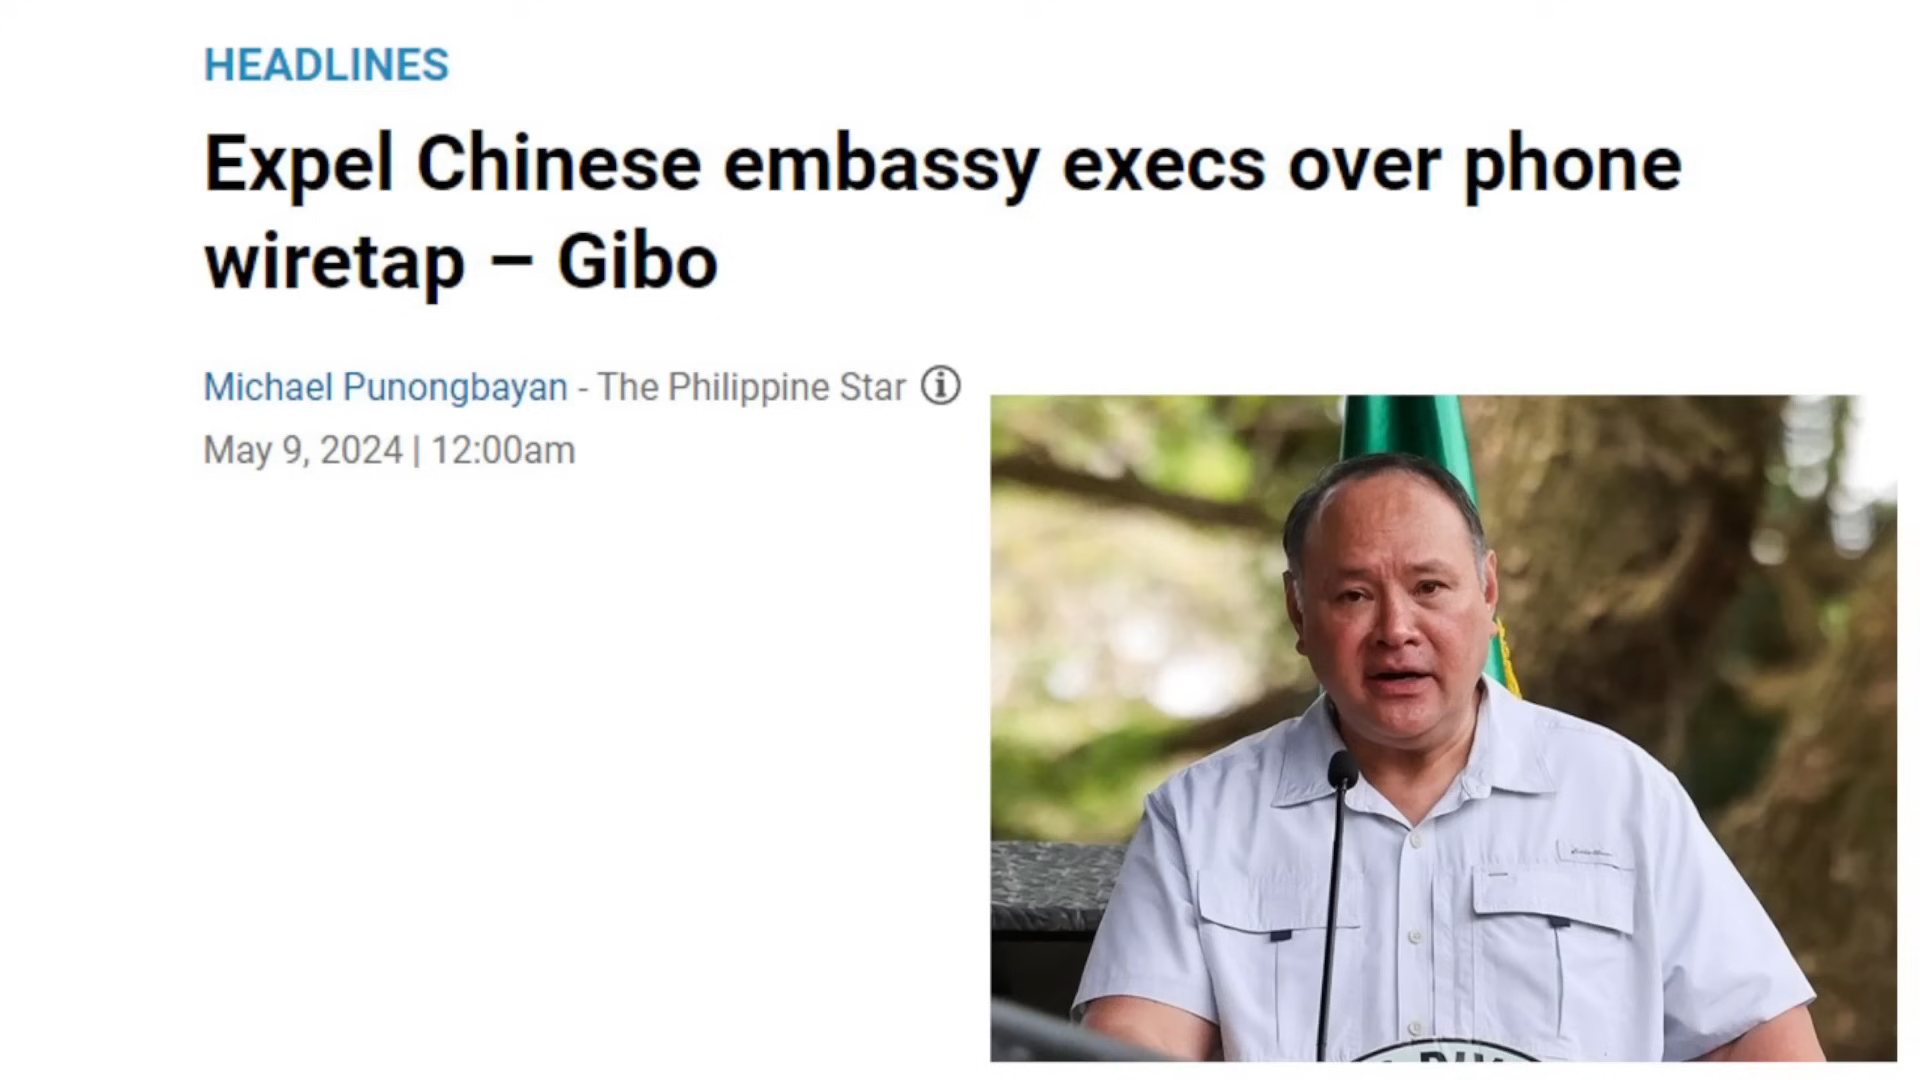 HEADLINES
Expel Chinese embassy execs over phone
wiretap – Gibo
Michael Punongbayan - The Philippine Star
May 9, 2024 | 12:00am